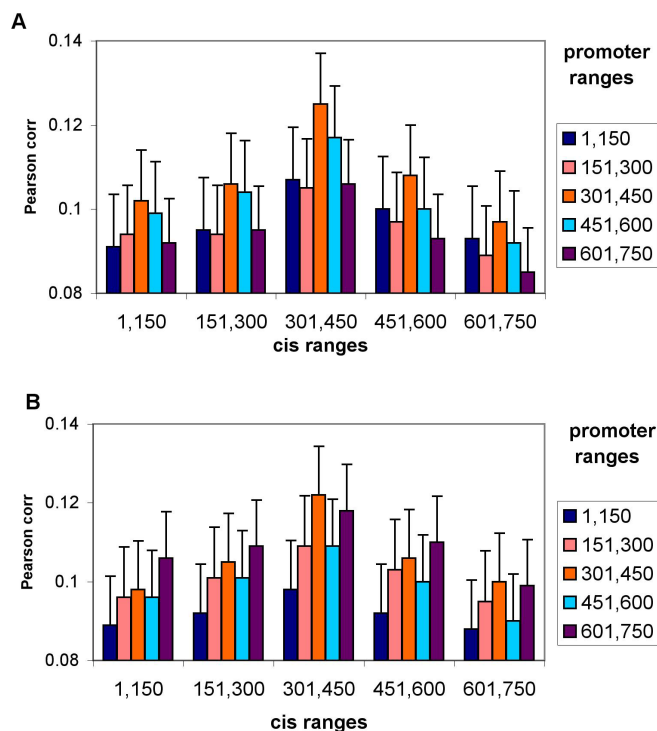 A
0.14
0.12
0.1
0.08
Pearson corr
1,150
151,300
301,450
451,600
601,750
cis ranges
promoter
ranges
1,150
151,300
301,450
451,600
601,750
B
0.14
0.12
0.1
0.08
Pearson corr
1,150
151,300
301,450
451,600
601,750
cis ranges
promoter
ranges
1,150
151,300
301,450
451,600
601,750